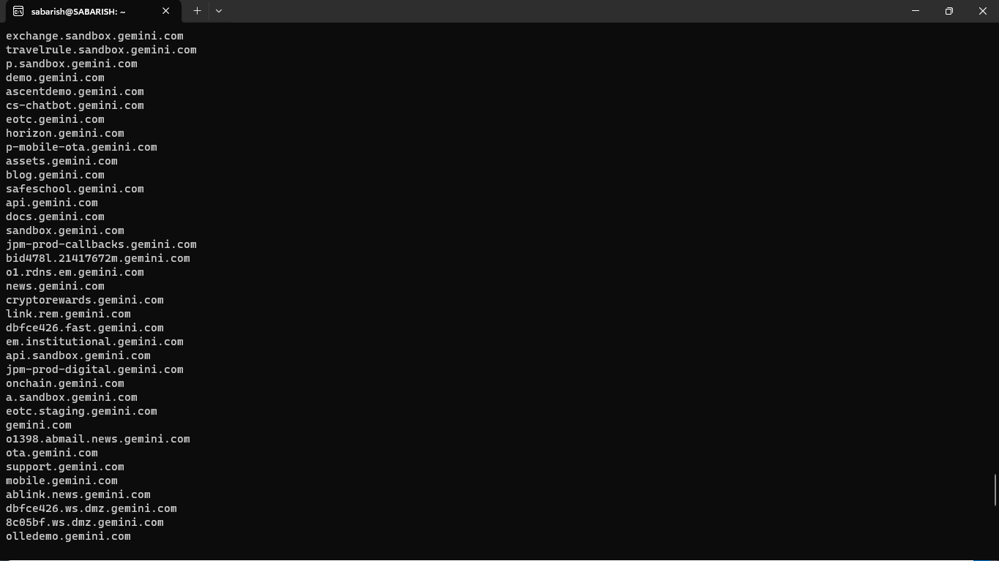 sabarish@SABARISH: ~
exchange.sandbox.gemini.com
travelrule.sandbox.gemini.com
p.sandbox.gemini.com
demo.gemini.com
ascentdemo.gemini.com
cs-chatbot.gemini.com
eotc.gemini.com
horizon.gemini.com
p-mobile-ota.gemini.com
assets.gemini.com
blog.gemini.com
safeschool.gemini.com
api.gemini.com
docs.gemini.com
sandbox.gemini.com
jpm-prod-callbacks.gemini.com
bid478l.21417672m.gemini.com
o1.rdns.em.gemini.com
news.gemini.com
cryptorewards.gemini.com
link.rem.gemini.com
dbfce426.fast.gemini.com
em.institutional.gemini.com
api.sandbox.gemini.com
jpm-prod-digital.gemini.com
onchain.gemini.com
a.sandbox.gemini.com
eotc.staging.gemini.com
gemini.com
o1398.abmail.news.gemini.com
ota.gemini.com
support.gemini.com
mobile.gemini.com
ablink.news.gemini.com
dbfce426.ws.dmz.gemini.com
8c05bf.ws.dmz.gemini.com
olledemo.gemini.com